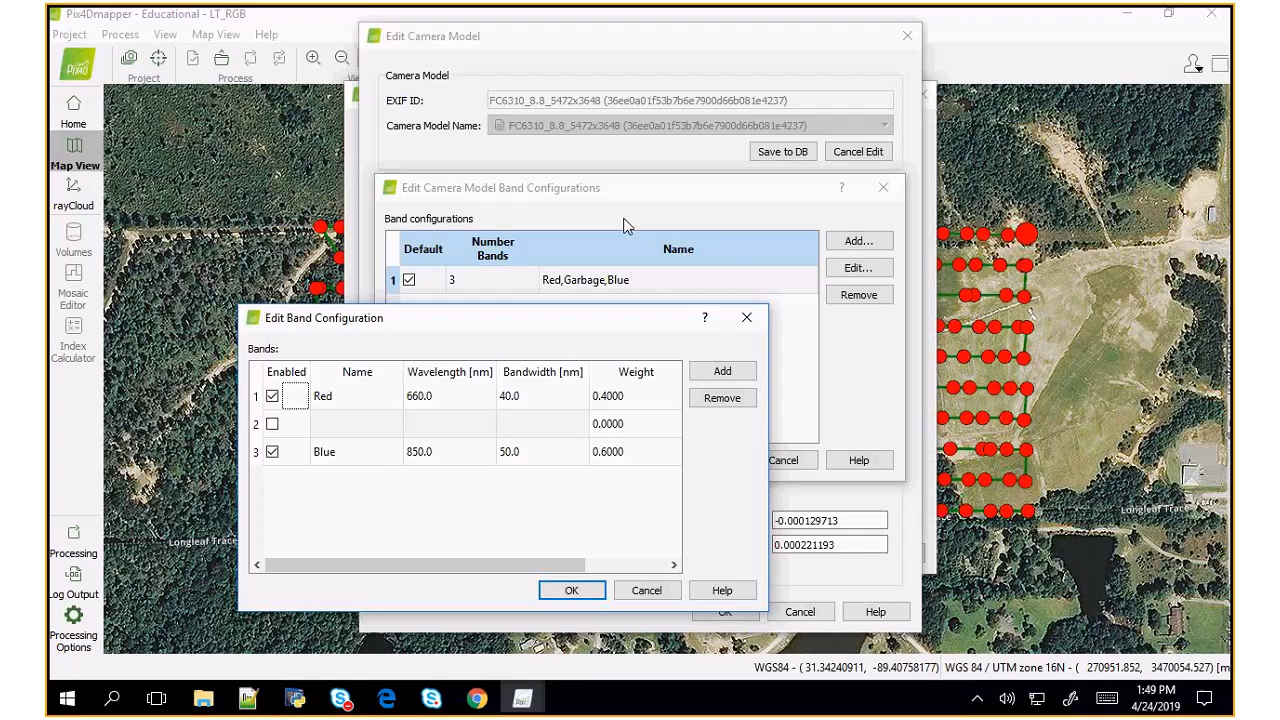 Pix4Dmapper - Educational - LT_RGB
Project Process View Map View Help
PIX4D
Project
Process
Home
Map View
rayCloud
Volumes
Mosaic
Editor
Index
Calculator
Processing
Log Output
Processing
Options
Edit Camera Model
Camera Model
EXIF ID: FC6310_8.8_5472x3648 (36ee0a01f53b7b6e7900d66b081e4237)
Camera Model Name: FC6310_8.8_5472x3648 (36ee0a01f53b7b6e7900d66b081e4237)
Save to DB Cancel Edit
Edit Camera Model Band Configurations ?
Band configurations
Default Number Bands Name
1 3 Red,Garbage,Blue
Add...
Edit...
Remove
Cancel Help
Edit Band Configuration ?
Bands:
Enabled Name Wavelength [nm] Bandwidth [nm] Weight
1 Red 660.0 40.0 0.4000
2 0.0000
3 Blue 850.0 50.0 0.6000
Add
Remove
OK Cancel Help
-0.000129713
0.000221193
OK Cancel Help
Longleaf Trace
Longleaf Trace
WGS84 - ( 31.34240911, -89.40758177) WGS 84 / UTM zone 16N - ( 270951.852, 3470054.527) [m
1:49 PM
4/24/2019